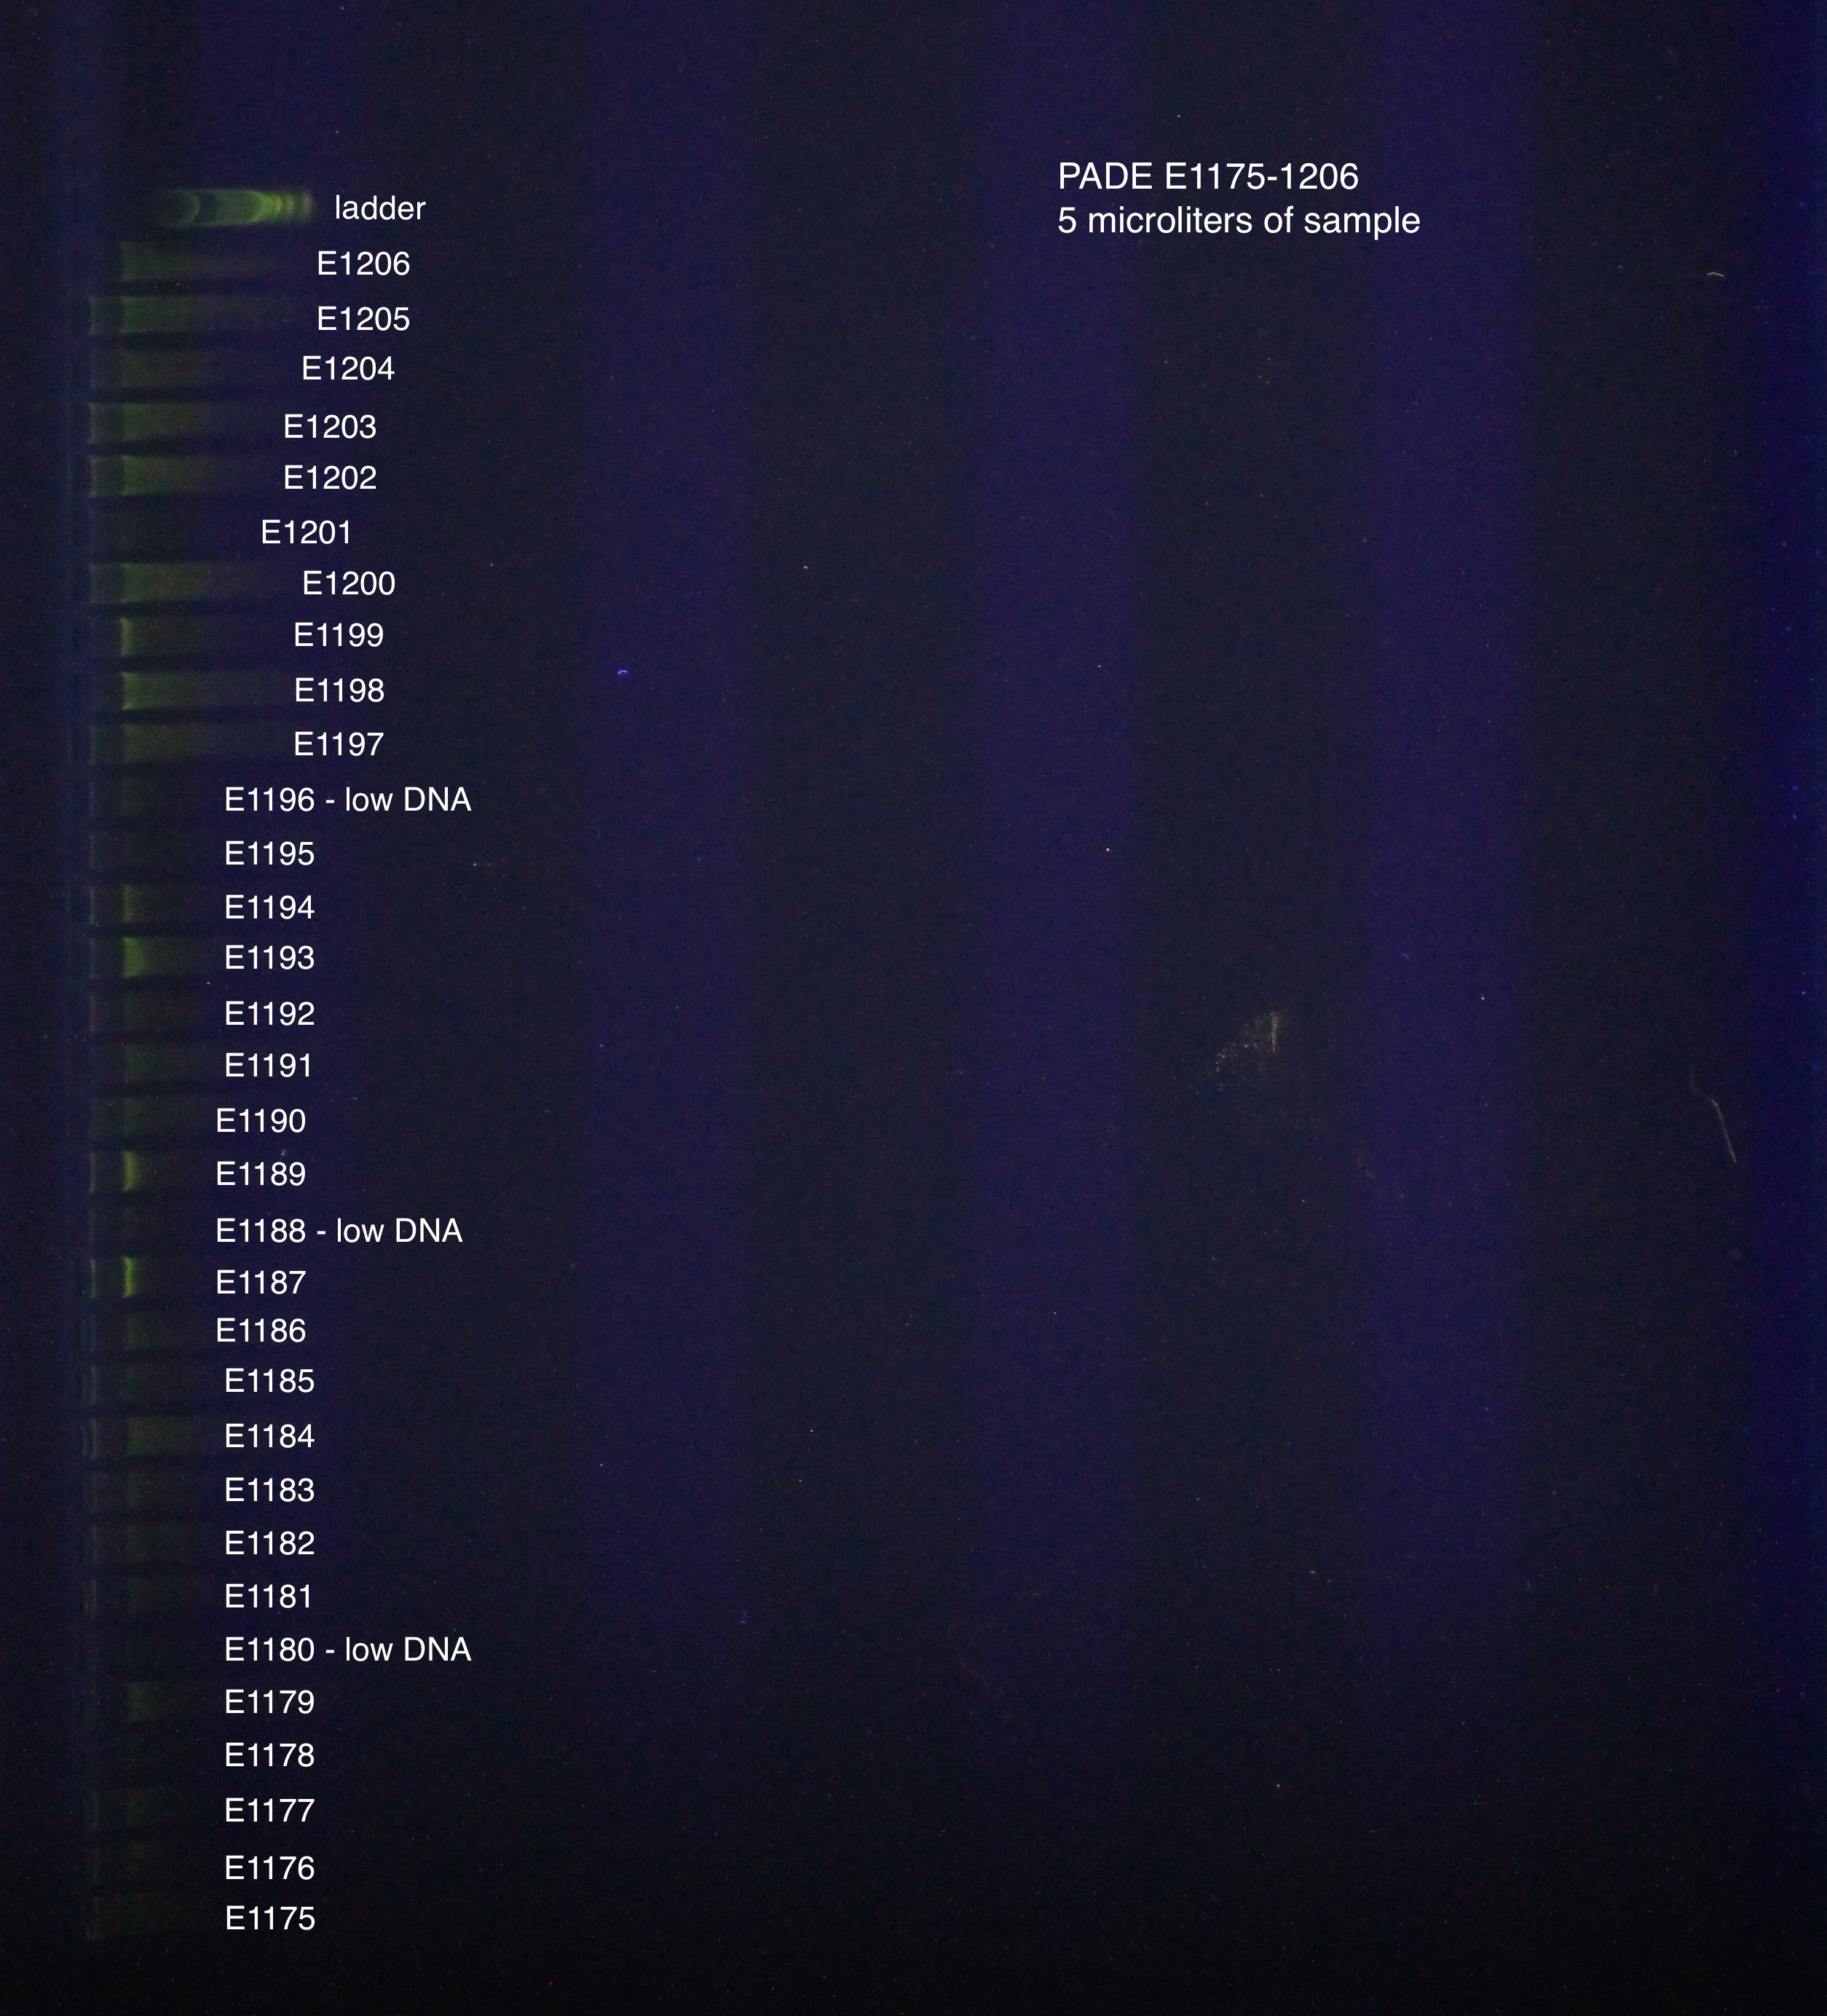 PADE E1175-1206
5 microliters of sample
ladder
E1206
E1205
E1204
E1203
E1202
E1201
E1200
E1199
E1198
E1197
E1196 - low DNA
E1195
E1194
E1193
E1192
E1191
E1190
E1189
E1188 - low DNA
E1187
E1186
E1185
E1184
E1183
E1182
E1181
E1180 - low DNA
E1179
E1178
E1177
E1176
E1175